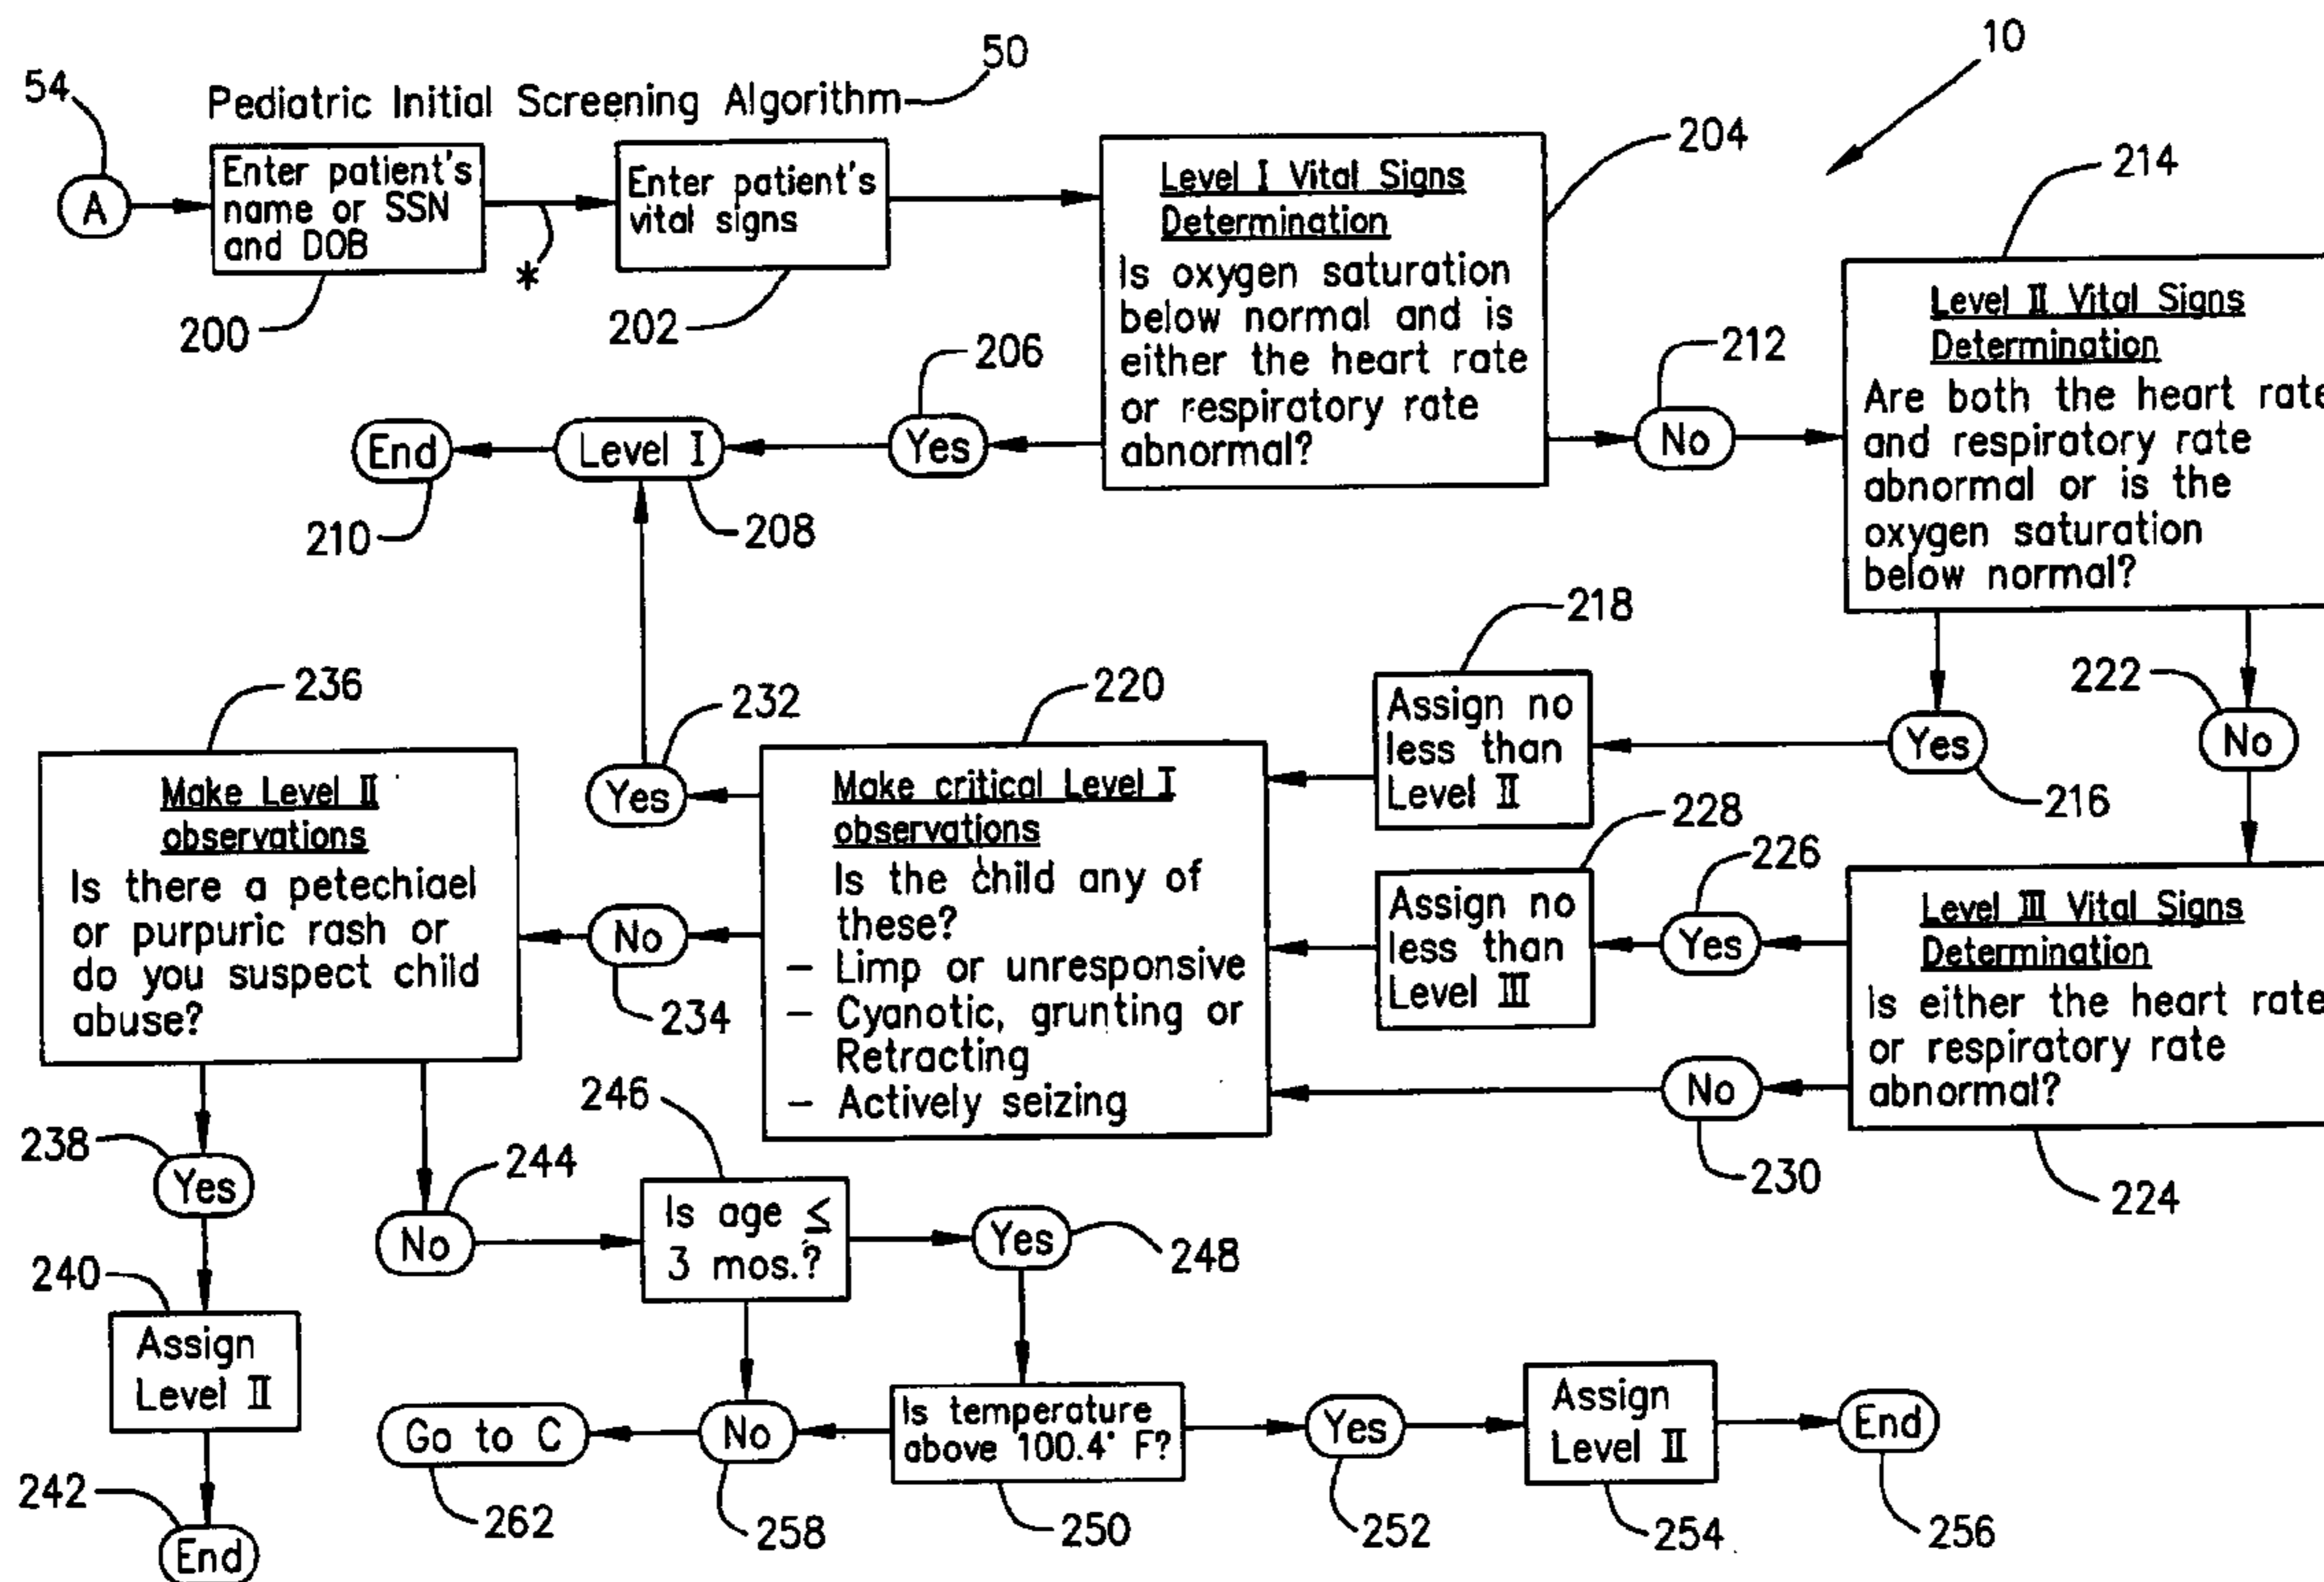 54
Pediatric Initial Screening Algorithm
50
10
A
Enter patient's
name or SSN
and DOB
200
*
Enter patient's
vital signs
202
Level I Vital Signs
Determination
Is oxygen saturation
below normal and is
either the heart rate
or respiratory rate
abnormal?
204
206
Yes
Level I
208
End
210
212
No
214
Level II Vital Signs
Determination
Are both the heart rate
and respiratory rate
abnormal or is the
oxygen saturation
below normal?
216
Yes
222
No
218
Assign no
less than
Level II
Level III Vital Signs
Determination
Is either the heart rate
or respiratory rate
abnormal?
224
226
Yes
228
Assign no
less than
Level III
No
230
220
Make critical Level I
observations
Is the child any of
these?
– Limp or unresponsive
– Cyanotic, grunting or
Retracting
– Actively seizing
232
Yes
No
234
236
Make Level II
observations
Is there a petechiael
or purpuric rash or
do you suspect child
abuse?
238
Yes
240
Assign
Level II
242
End
244
No
246
Is age ≤
3 mos.?
Yes
248
Is temperature
above 100.4° F?
250
No
258
Go to C
262
Yes
252
Assign
Level II
254
End
256